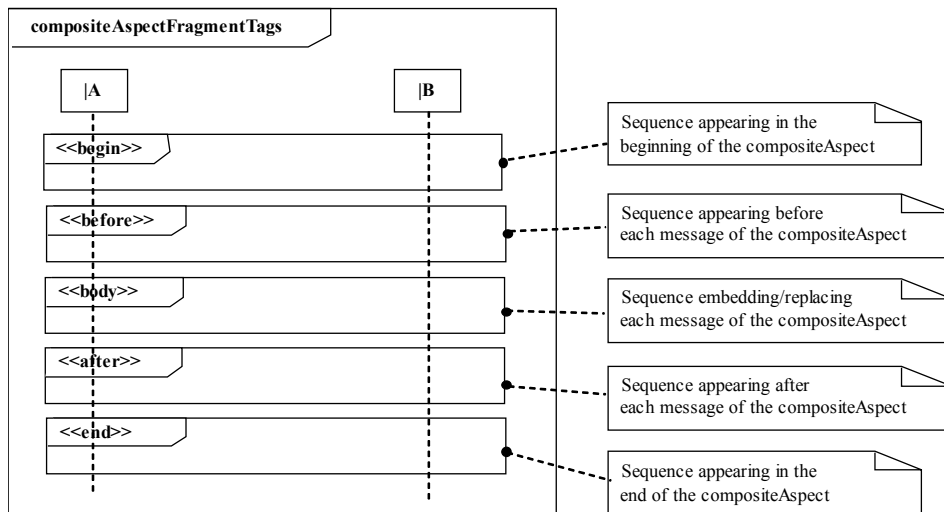 compositeAspectFragmentTags
|A
|B
<<begin>>
Sequence appearing in the
beginning of the compositeAspect
<<before>>
Sequence appearing before
each message of the compositeAspect
<<body>>
Sequence embedding/replacing
each message of the compositeAspect
<<after>>
Sequence appearing after
each message of the compositeAspect
<<end>>
Sequence appearing in the
end of the compositeAspect